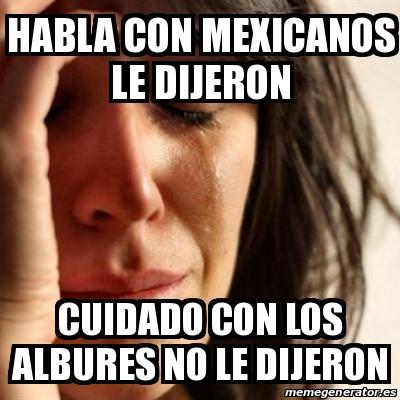 HABLA CON MEXICANOS
LE DIJERON
CUIDADO CON LOS
ALBURES NO LE DIJERON
memegenerator.es